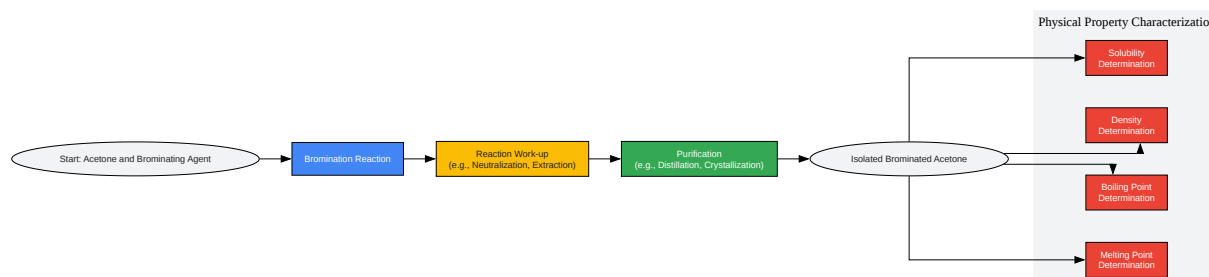 Physical Property Characterizatio
Solubility
Determination
Density
Determination
Start: Acetone and Brominating Agent
Bromination Reaction
Reaction Work-up
(e.g., Neutralization, Extraction)
Purification
(e.g., Distillation, Crystallization)
Isolated Brominated Acetone
Boiling Point
Determination
Melting Point
Determination